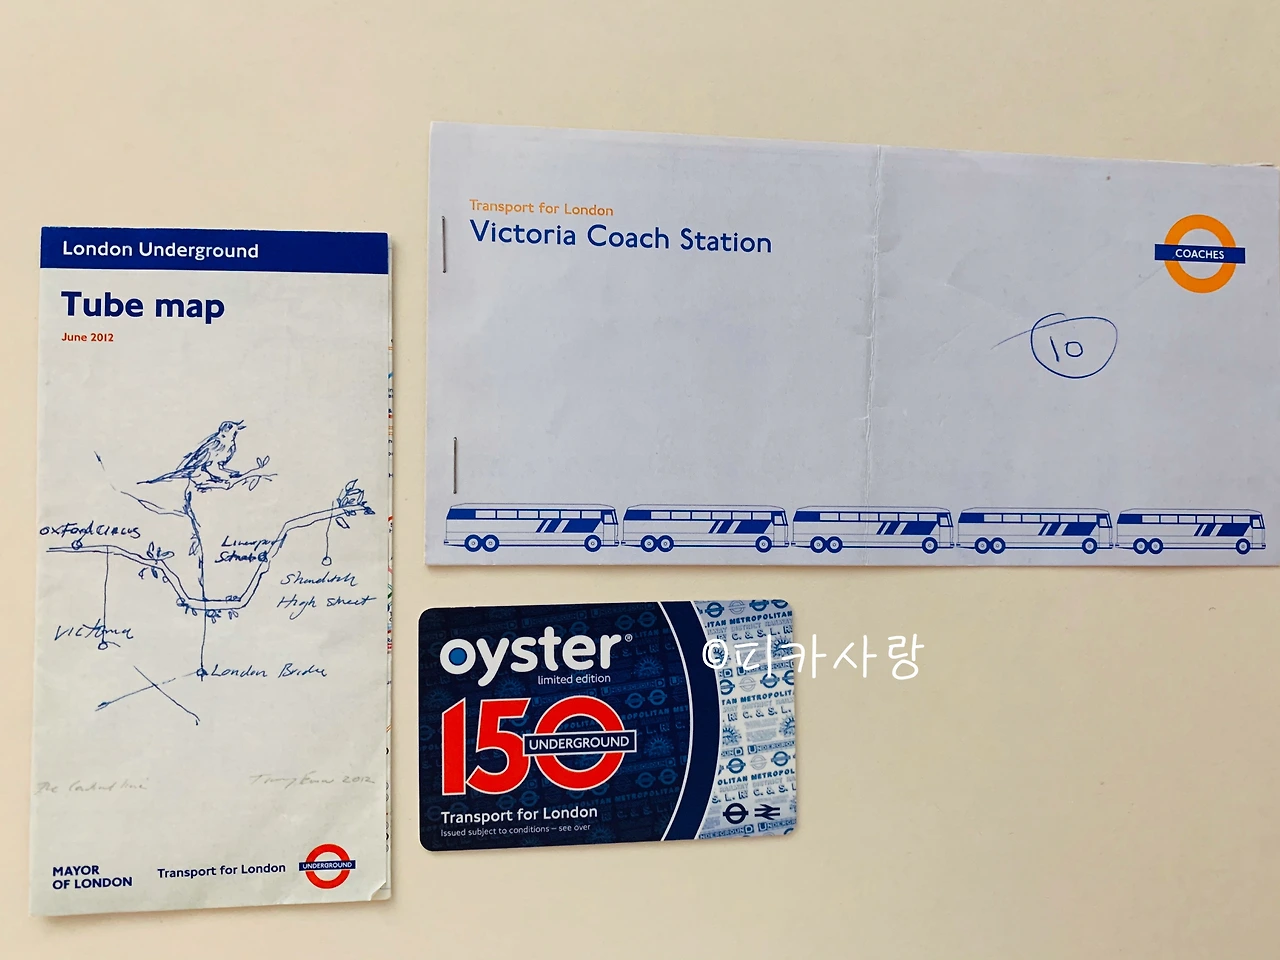 London Underground
Tube map
June 2012
Oxford Circus
Liverpool
Street
Shoreditch
High Street
Victoria
London Bridge
2012
MAYOR
OF LONDON
Transport for London
UNDERGROUND
Transport for London
Victoria Coach Station
COACHES
10
oyster®
limited edition
150
UNDERGROUND
Transport for London
Issued subject to conditions – see over
©피카사랑